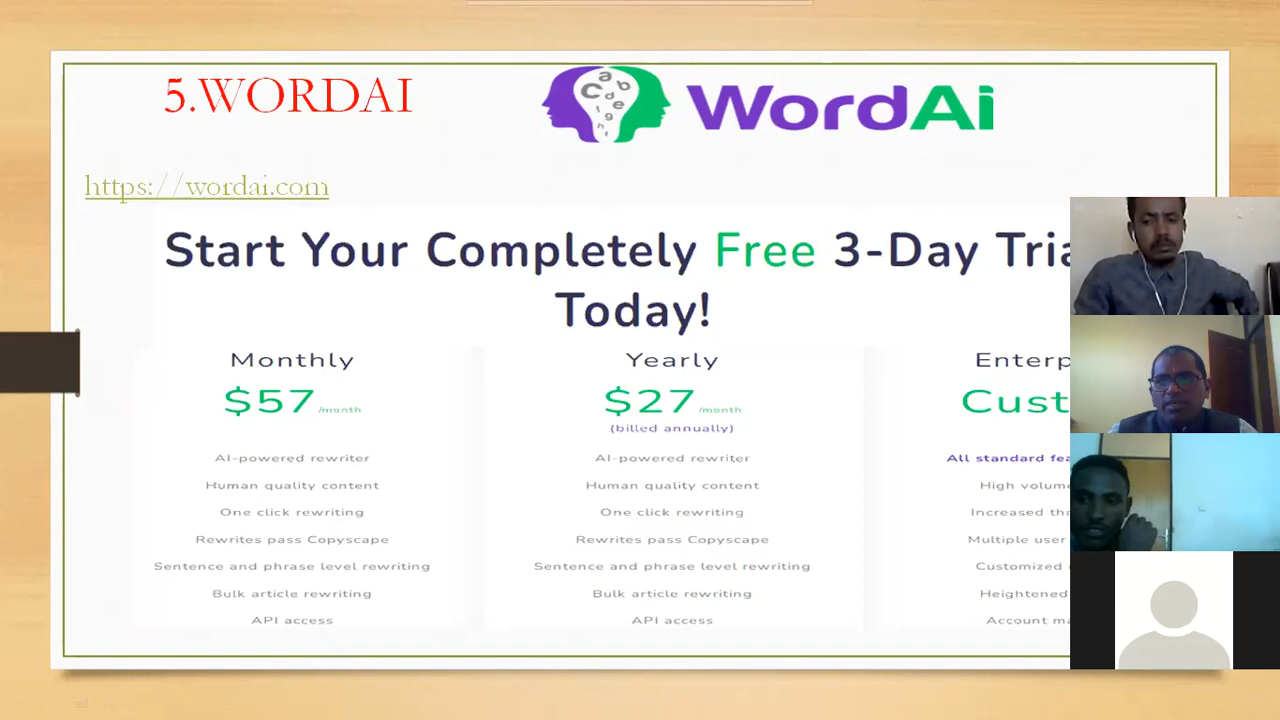 5.WORDAI
WordAi
https://wordai.com
Start Your Completely Free 3-Day Tria
Today!
Monthly
$57 /month
AI-powered rewriter
Human quality content
One click rewriting
Rewrites pass Copyscape
Sentence and phrase level rewriting
Bulk article rewriting
API access
Yearly
$27 /month
(billed annually)
AI-powered rewriter
Human quality content
One click rewriting
Rewrites pass Copyscape
Sentence and phrase level rewriting
Bulk article rewriting
API access
Enterp
Cust
All standard fea
High volum
Increased th
Multiple user
Customized
Heightened
Account ma